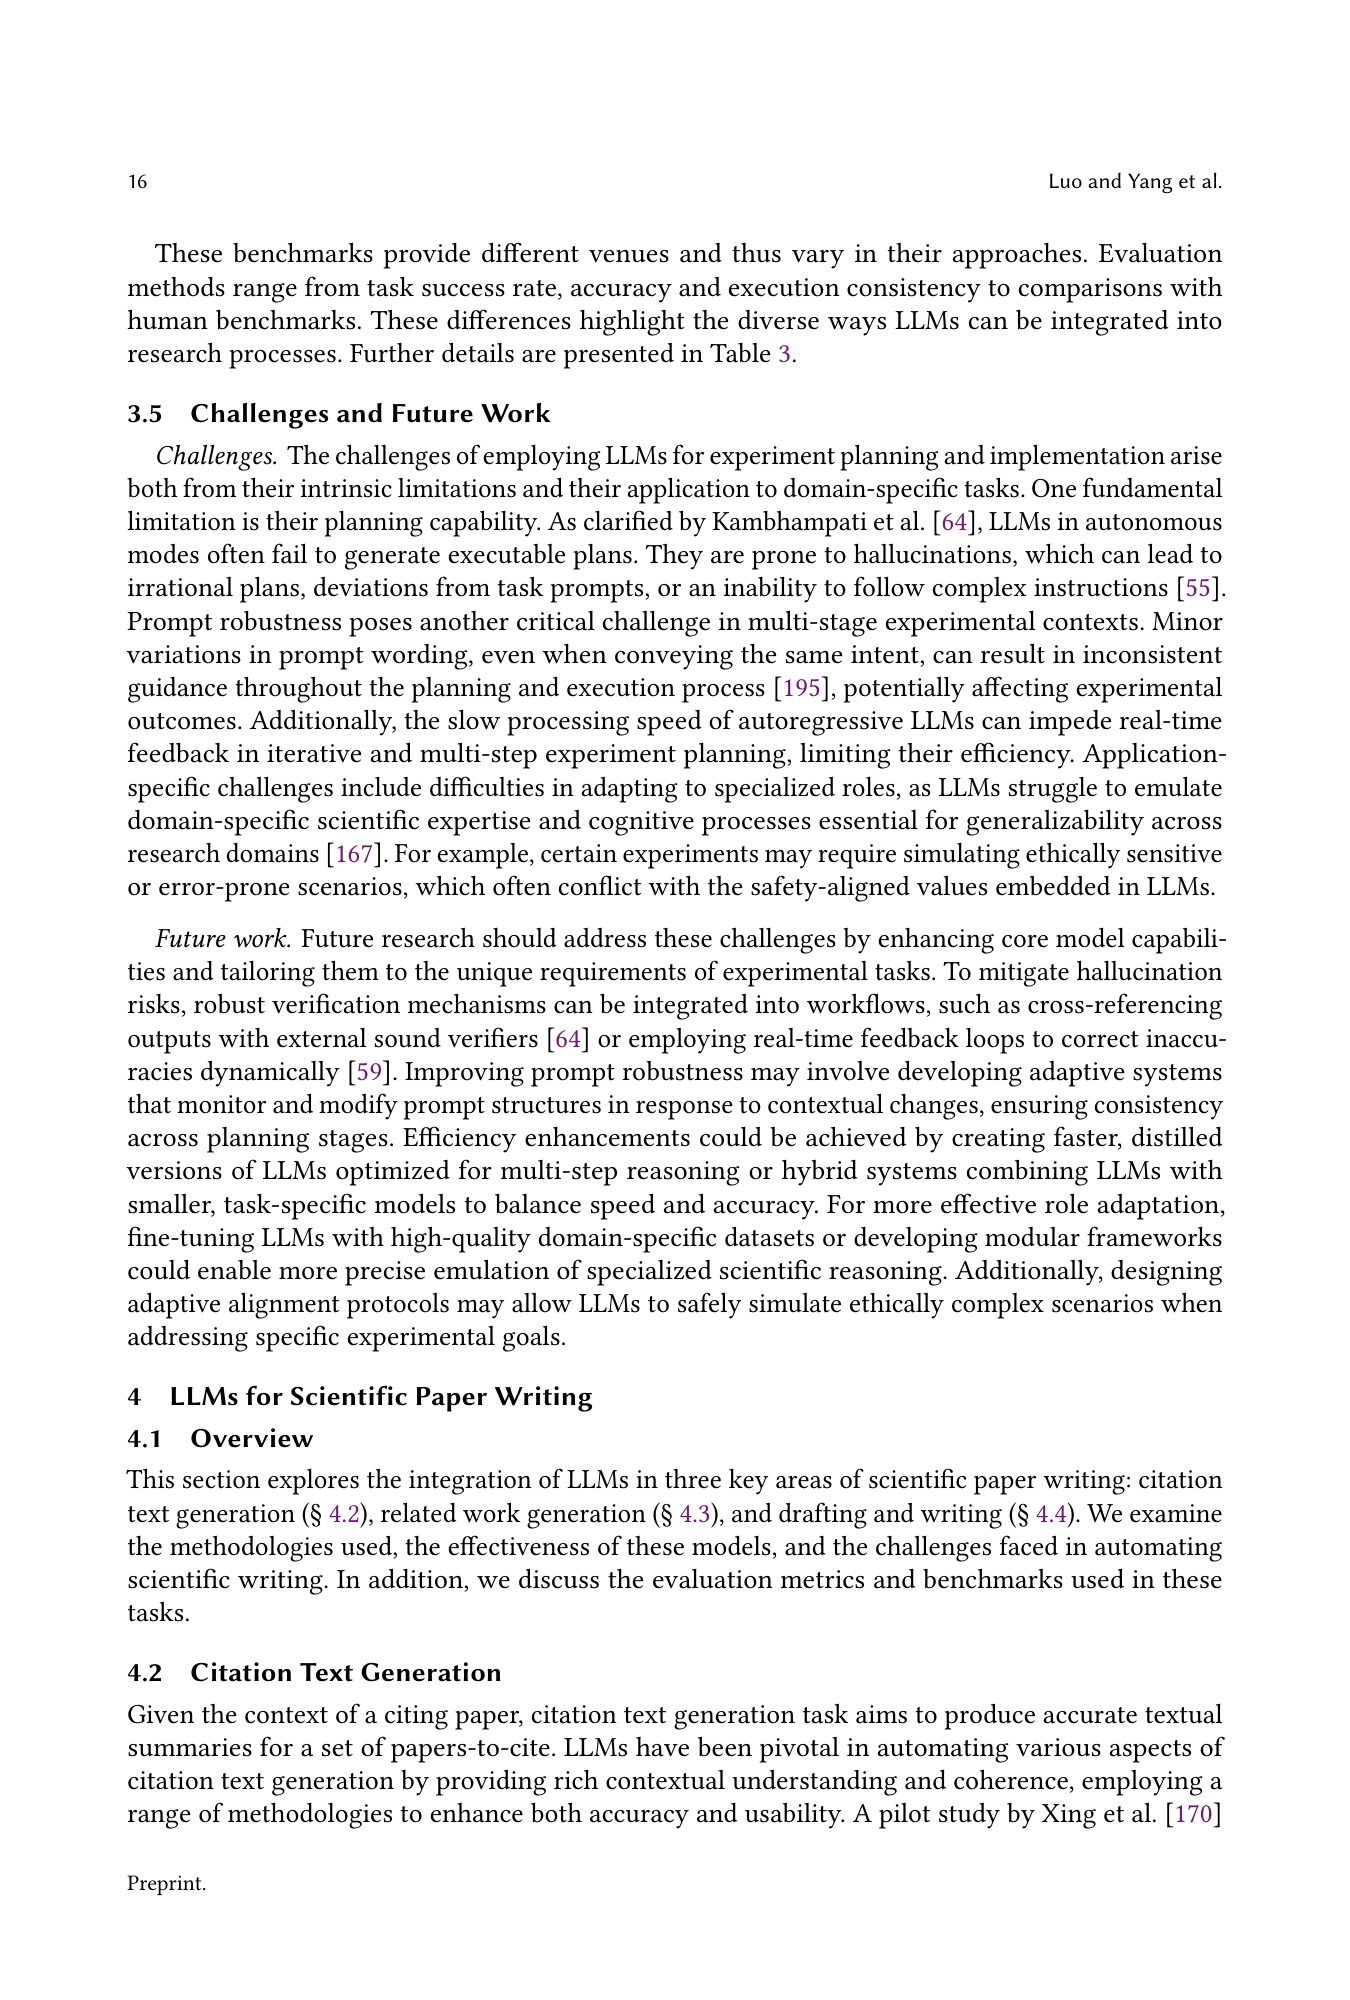 16
Luo and Yang et al.
These benchmarks provide different venues and thus vary in their approaches. Evaluation
methods range from task success rate, accuracy and execution consistency to comparisons with
human benchmarks. These differences highlight the diverse ways LLMs can be integrated into
research processes. Further details are presented in Table 3.
3.5 Challenges and Future Work
Challenges. The challenges of employing LLMs for experiment planning and implementation arise
both from their intrinsic limitations and their application to domain-specific tasks. One fundamental
limitation is their planning capability. As clarified by Kambhampati et al. [64], LLMs in autonomous
modes often fail to generate executable plans. They are prone to hallucinations, which can lead to
irrational plans, deviations from task prompts, or an inability to follow complex instructions [55].
Prompt robustness poses another critical challenge in multi-stage experimental contexts. Minor
variations in prompt wording, even when conveying the same intent, can result in inconsistent
guidance throughout the planning and execution process [195], potentially affecting experimental
outcomes. Additionally, the slow processing speed of autoregressive LLMs can impede real-time
feedback in iterative and multi-step experiment planning, limiting their efficiency. Application-
specific challenges include difficulties in adapting to specialized roles, as LLMs struggle to emulate
domain-specific scientific expertise and cognitive processes essential for generalizability across
research domains [167]. For example, certain experiments may require simulating ethically sensitive
or error-prone scenarios, which often conflict with the safety-aligned values embedded in LLMs.
Future work. Future research should address these challenges by enhancing core model capabili-
ties and tailoring them to the unique requirements of experimental tasks. To mitigate hallucination
risks, robust verification mechanisms can be integrated into workflows, such as cross-referencing
outputs with external sound verifiers [64] or employing real-time feedback loops to correct inaccu-
racies dynamically [59]. Improving prompt robustness may involve developing adaptive systems
that monitor and modify prompt structures in response to contextual changes, ensuring consistency
across planning stages. Efficiency enhancements could be achieved by creating faster, distilled
versions of LLMs optimized for multi-step reasoning or hybrid systems combining LLMs with
smaller, task-specific models to balance speed and accuracy. For more effective role adaptation,
fine-tuning LLMs with high-quality domain-specific datasets or developing modular frameworks
could enable more precise emulation of specialized scientific reasoning. Additionally, designing
adaptive alignment protocols may allow LLMs to safely simulate ethically complex scenarios when
addressing specific experimental goals.
4 LLMs for Scientific Paper Writing
4.1 Overview
This section explores the integration of LLMs in three key areas of scientific paper writing: citation
text generation (§ 4.2), related work generation (§ 4.3), and drafting and writing (§ 4.4). We examine
the methodologies used, the effectiveness of these models, and the challenges faced in automating
scientific writing. In addition, we discuss the evaluation metrics and benchmarks used in these
tasks.
4.2 Citation Text Generation
Given the context of a citing paper, citation text generation task aims to produce accurate textual
summaries for a set of papers-to-cite. LLMs have been pivotal in automating various aspects of
citation text generation by providing rich contextual understanding and coherence, employing a
range of methodologies to enhance both accuracy and usability. A pilot study by Xing et al. [170]
Preprint.